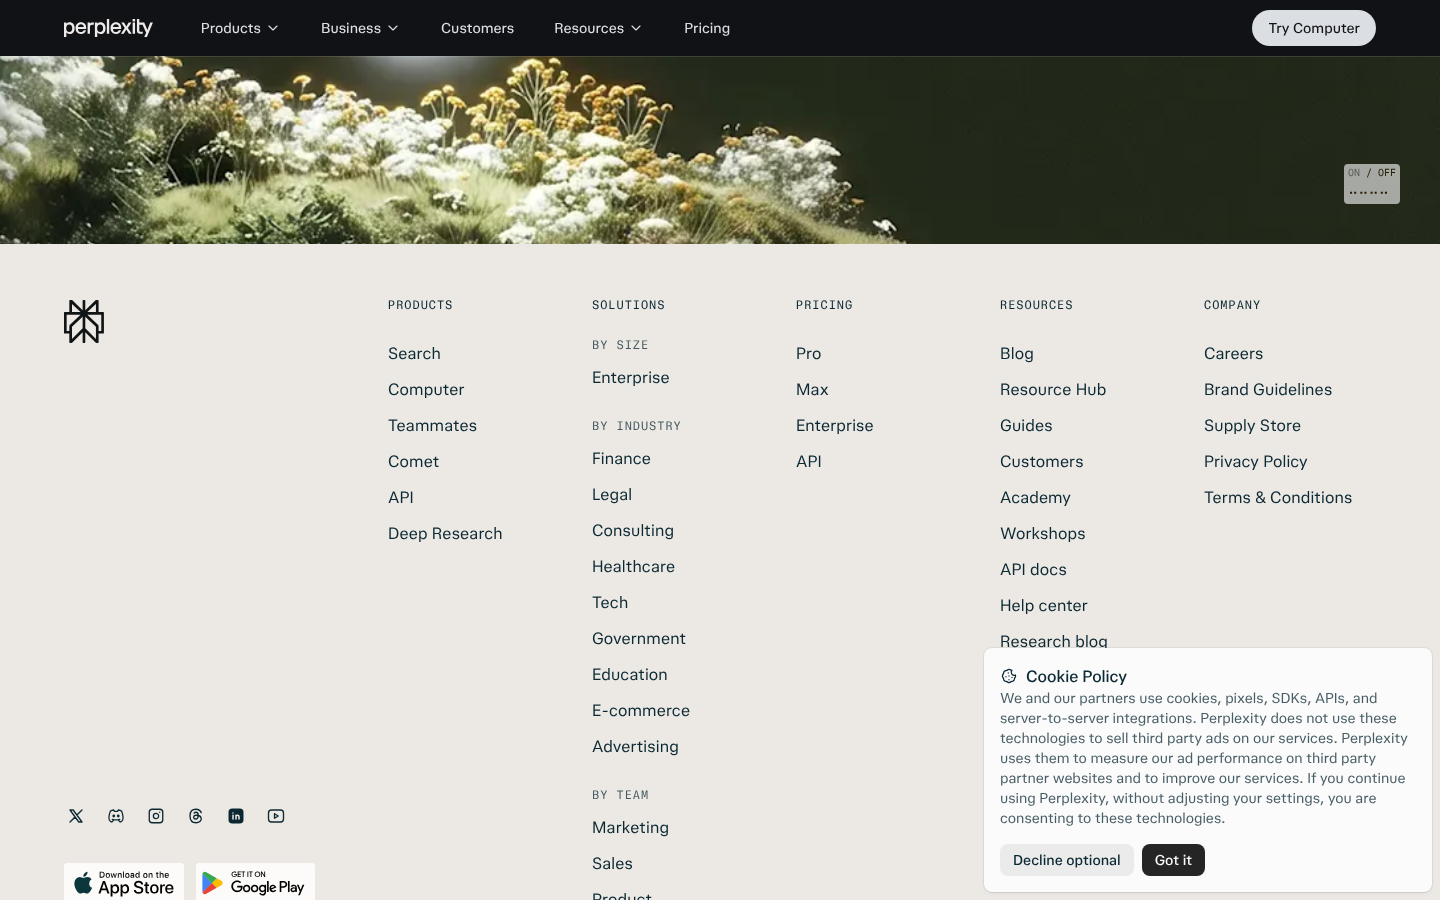 perplexity
Products
Business
Customers
Resources
Pricing
Try Computer
ON / OFF
PRODUCTS
Search
Computer
Teammates
Comet
API
Deep Research
SOLUTIONS
BY SIZE
Enterprise
BY INDUSTRY
Finance
Legal
Consulting
Healthcare
Tech
Government
Education
E-commerce
Advertising
BY TEAM
Marketing
Sales
Product
PRICING
Pro
Max
Enterprise
API
RESOURCES
Blog
Resource Hub
Guides
Customers
Academy
Workshops
API docs
Help center
Research blog
COMPANY
Careers
Brand Guidelines
Supply Store
Privacy Policy
Terms & Conditions
Download on the
App Store
GET IT ON
Google Play
Cookie Policy
We and our partners use cookies, pixels, SDKs, APIs, and
server-to-server integrations. Perplexity does not use these
technologies to sell third party ads on our services. Perplexity
uses them to measure our ad performance on third party
partner websites and to improve our services. If you continue
using Perplexity, without adjusting your settings, you are
consenting to these technologies.
Decline optional
Got it